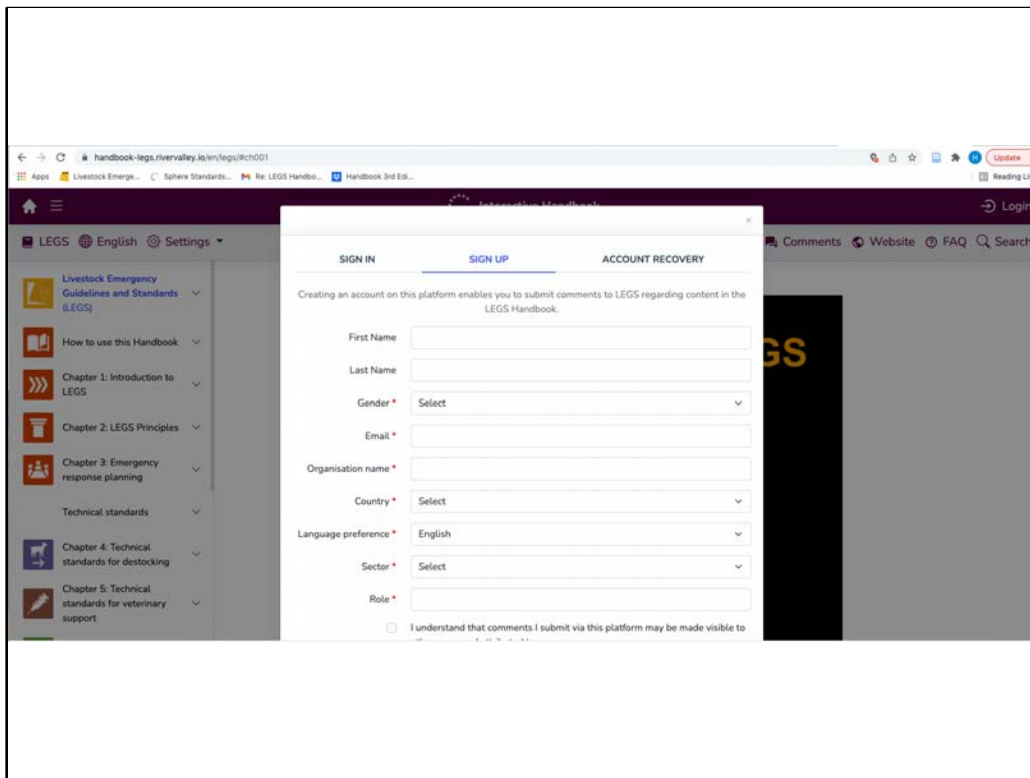 handbook-legs.rivervalley.io/en/legs/#ch001
Update
Apps Livestock Emerge... Sphere Standards... Re: LEGS Handbo... Handbook 3rd Edi...
Reading Li
Interactive Handbook
Login
LEGS English Settings
Comments Website FAQ Search
Livestock Emergency
Guidelines and Standards
(LEGS)
How to use this Handbook
Chapter 1: Introduction to
LEGS
Chapter 2: LEGS Principles
Chapter 3: Emergency
response planning
Technical standards
Chapter 4: Technical
standards for destocking
Chapter 5: Technical
standards for veterinary
support
×
SIGN IN SIGN UP ACCOUNT RECOVERY
Creating an account on this platform enables you to submit comments to LEGS regarding content in the
LEGS Handbook.
First Name
Last Name
Gender * Select
Email *
Organisation name *
Country * Select
Language preference * English
Sector * Select
Role *
I understand that comments I submit via this platform may be made visible to
GS